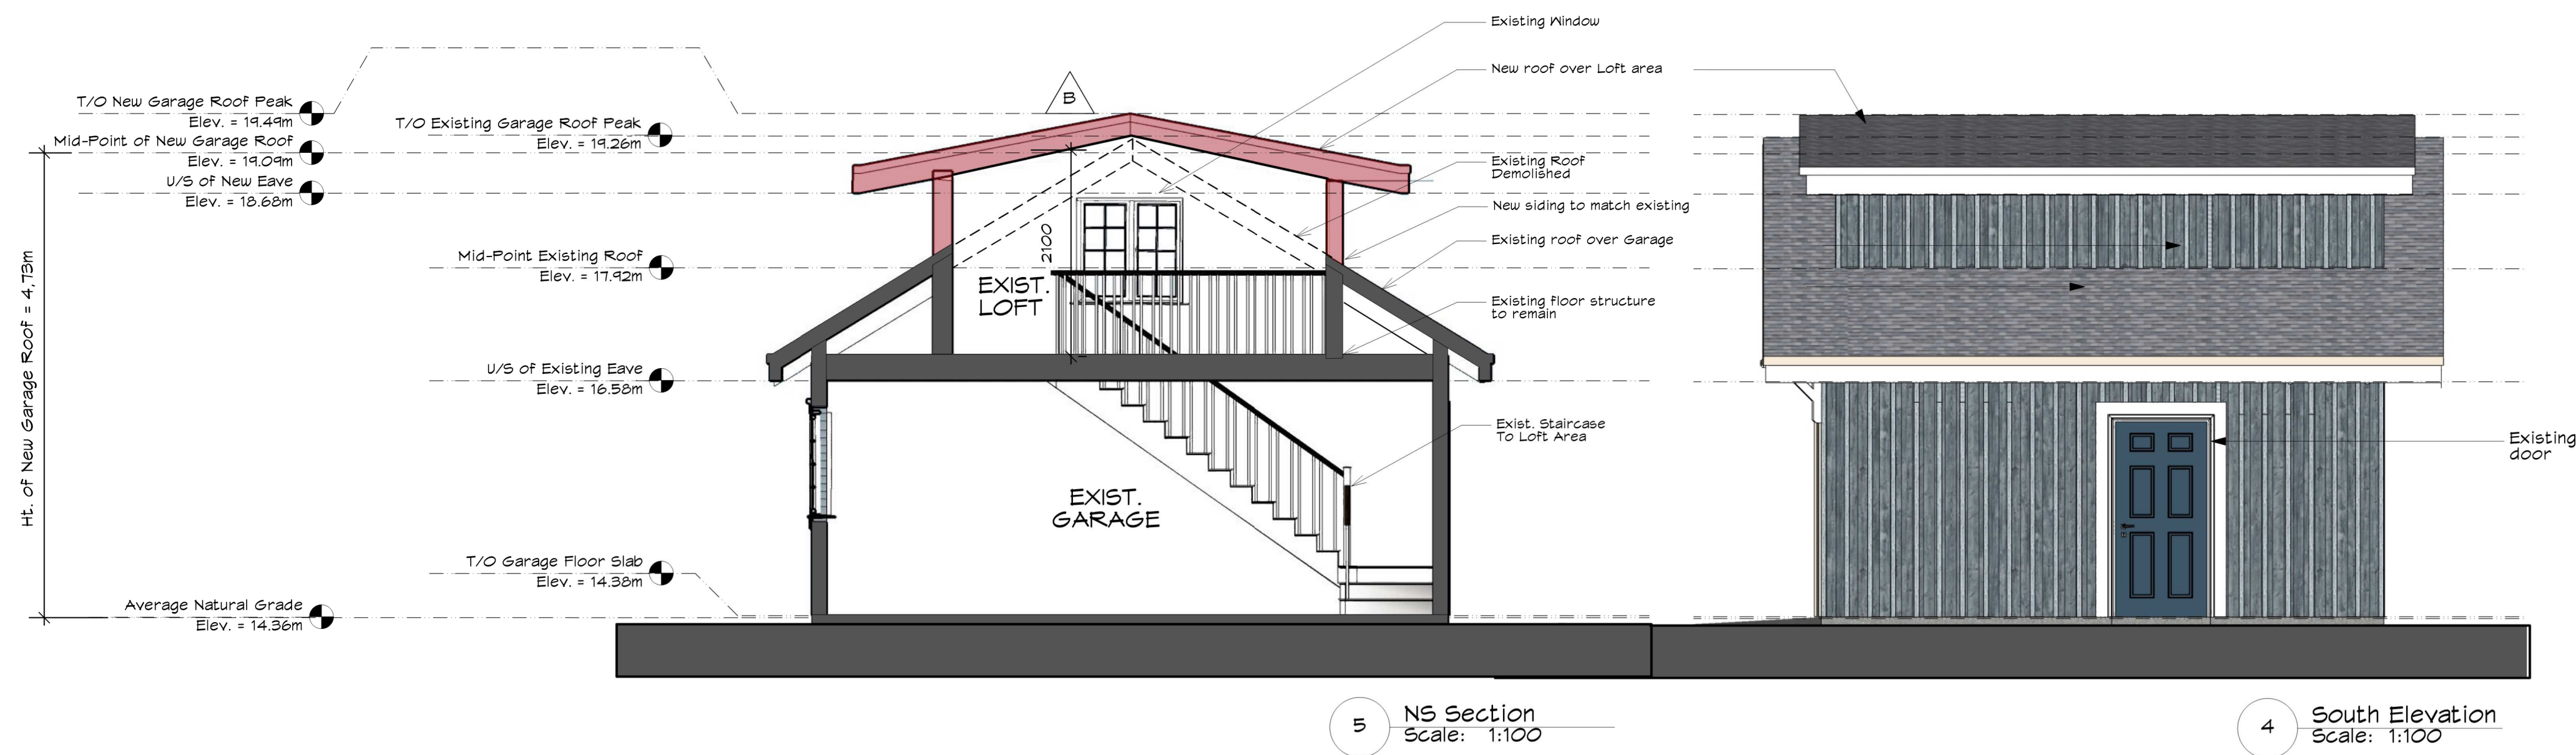 T/O New Garage Roof Peak
Elev. = 19.49m
Mid-Point of New Garage Roof
Elev. = 19.09m
U/S of New Eave
Elev. = 18.68m
T/O Existing Garage Roof Peak
Elev. = 19.26m
Mid-Point Existing Roof
Elev. = 17.92m
U/S of Existing Eave
Elev. = 16.58m
T/O Garage Floor Slab
Elev. = 14.38m
Average Natural Grade
Elev. = 14.36m
Ht. of New Garage Roof = 4,73m
B
2100
EXIST.
LOFT
EXIST.
GARAGE
Existing Window
New roof over Loft area
Existing Roof
Demolished
New siding to match existing
Existing roof over Garage
Existing floor structure
to remain
Exist. Staircase
To Loft Area
Existing
door
5
NS Section
Scale: 1:100
4
South Elevation
Scale: 1:100